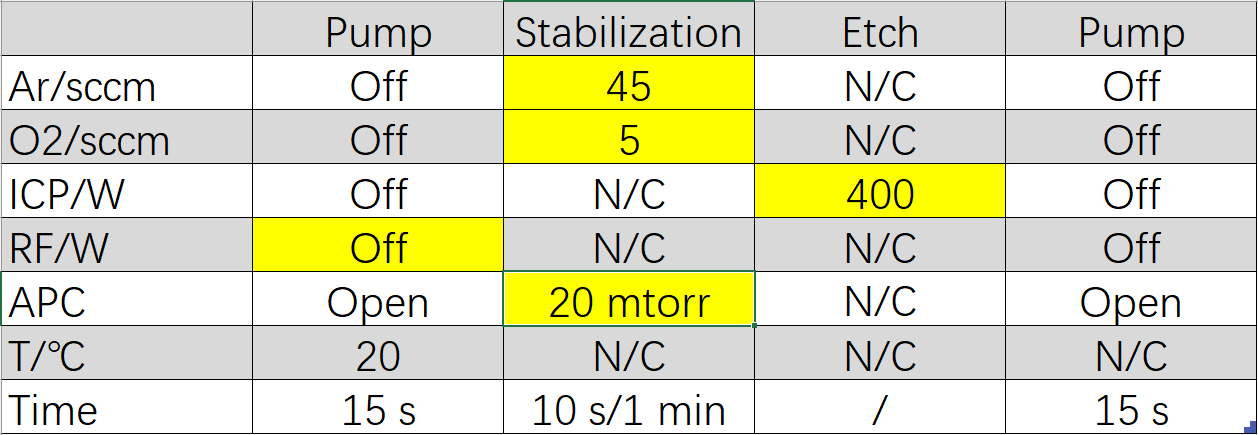 Pump Stabilization Etch Pump
Ar/sccm Off 45 N/C Off
O2/sccm Off 5 N/C Off
ICP/W Off N/C 400 Off
RF/W Off N/C N/C Off
APC Open 20 mtorr N/C Open
T/℃ 20 N/C N/C N/C
Time 15 s 10 s/1 min / 15 s